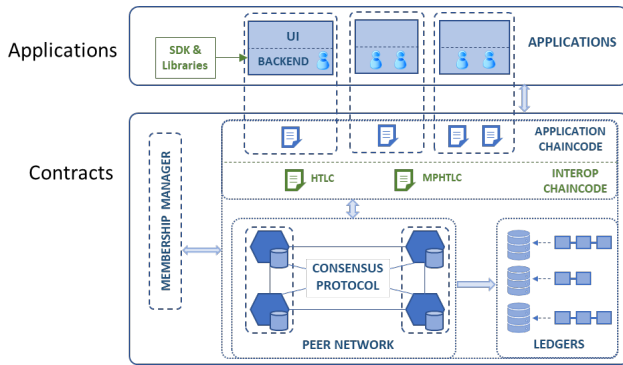 Applications
SDK &
Libraries
UI
BACKEND
APPLICATIONS
Contracts
MEMBERSHIP MANAGER
APPLICATION
CHAINCODE
HTLC
MPHTLC
INTEROP
CHAINCODE
CONSENSUS
PROTOCOL
PEER NETWORK
LEDGERS